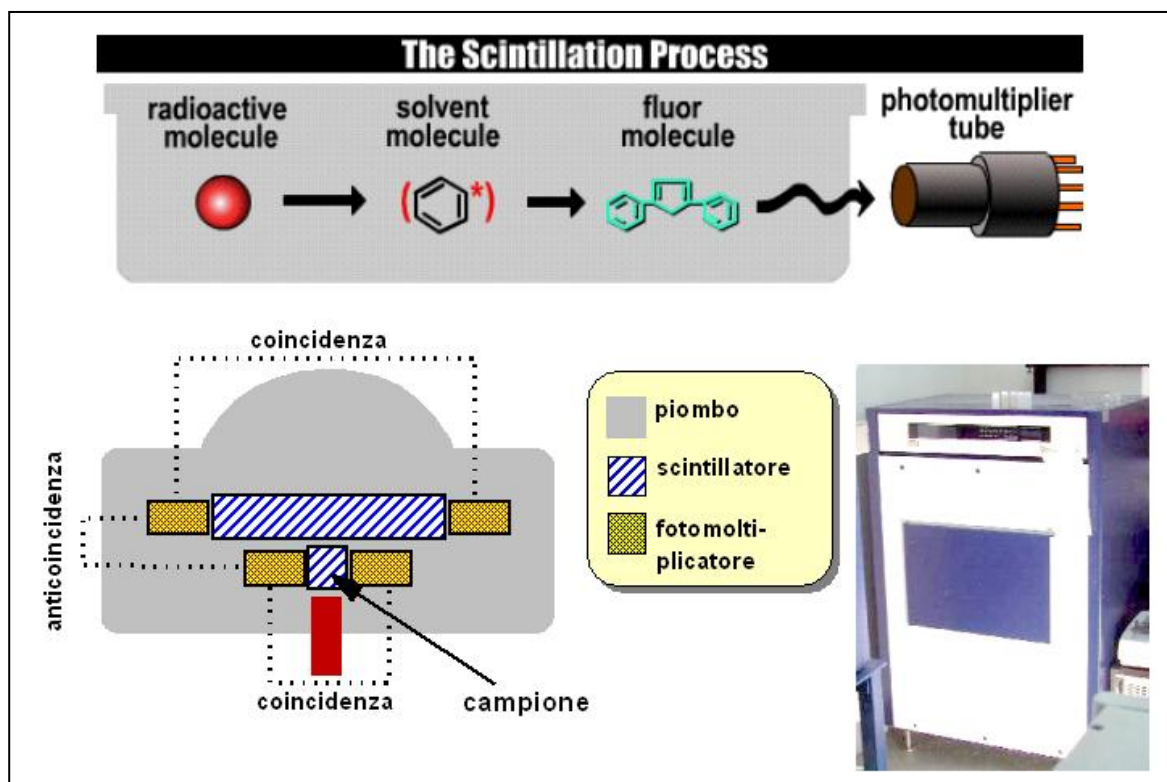 The Scintillation Process
radioactive
molecule
solvent
molecule
fluor
molecule
photomultiplier
tube
(
*)
coincidenza
anticoincidenza
coincidenza
campione
piombo
scintillatore
fotomolti-
plicatore